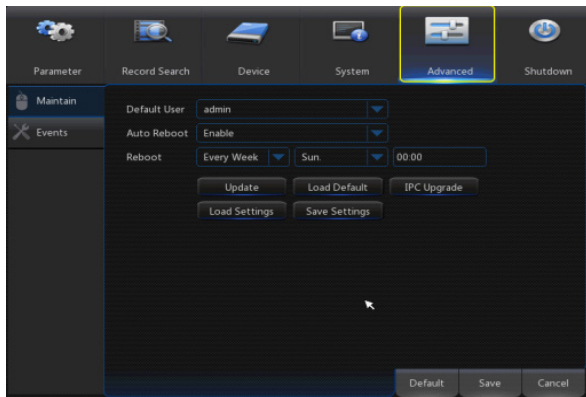 Parameter Record Search Device System Advanced Shutdown
Maintain
Events
Default User admin
Auto Reboot Enable
Reboot Every Week Sun. 00:00
Update Load Default IPC Upgrade
Load Settings Save Settings
Default Save Cancel